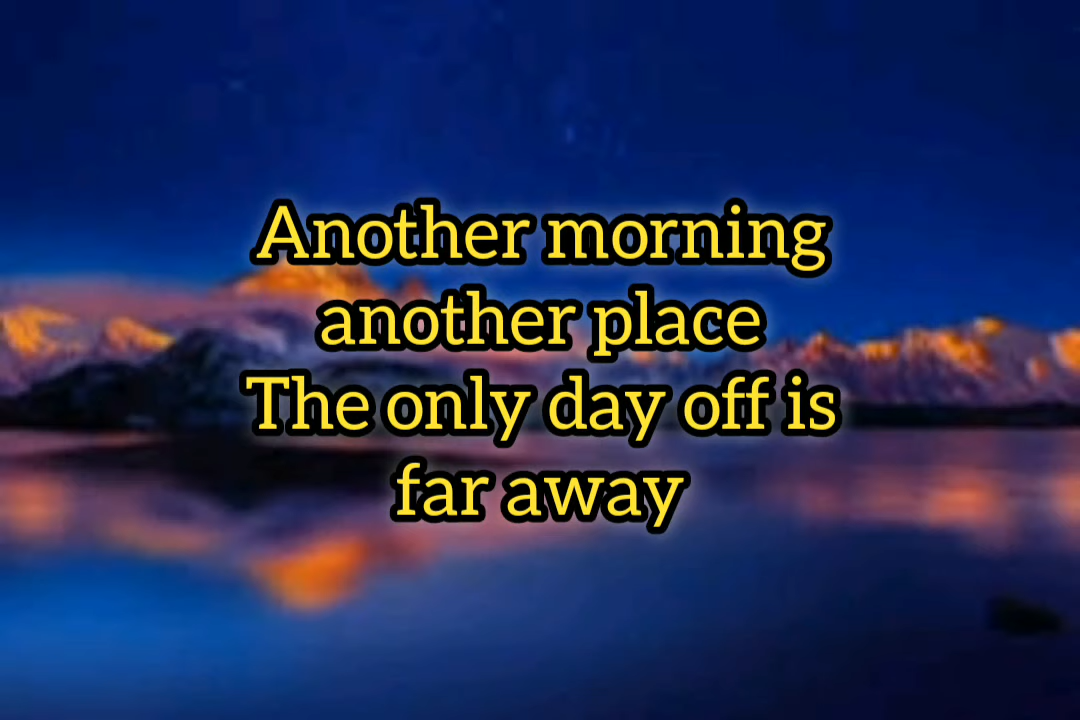 Another morning
another place
The only day off is
far away